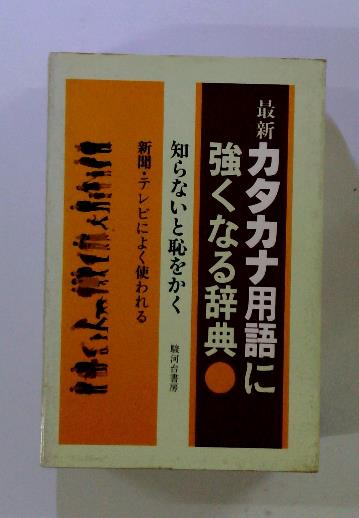 最新カタカナ用語に
強くなる辞典
知らないと恥をかく
駿河台書房
新聞・テレビによく使われる